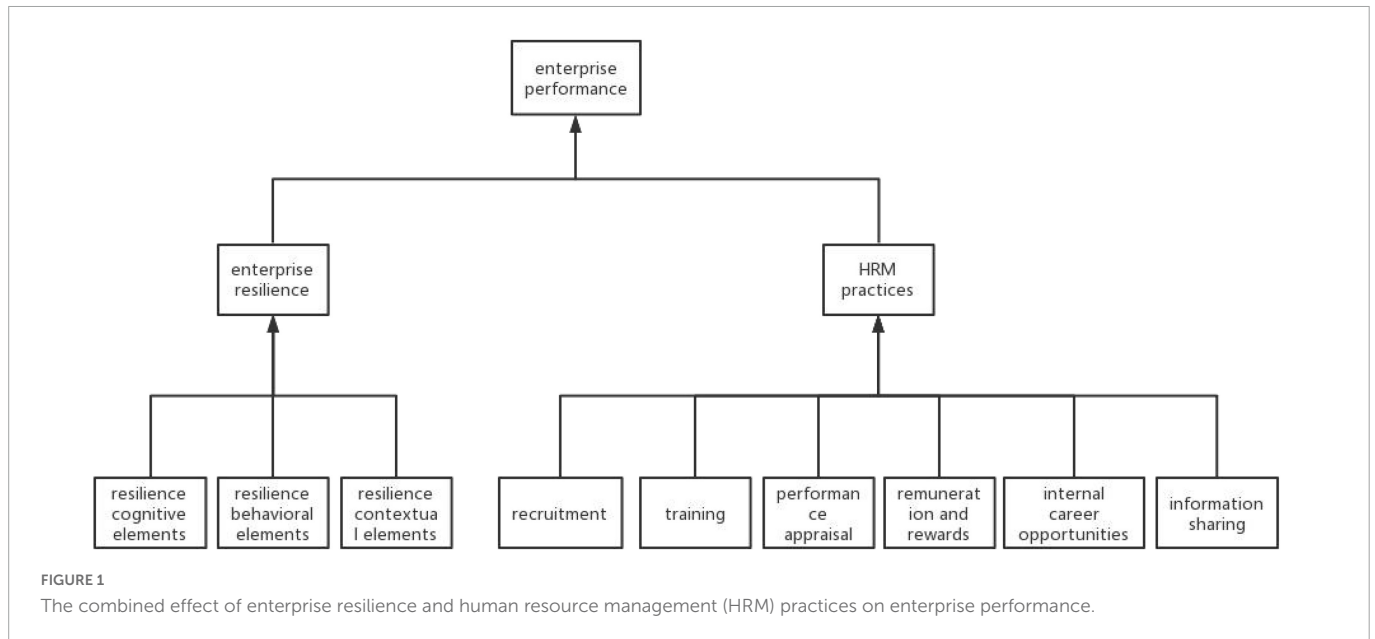 enterprise
performance
enterprise
resilience
HRM
practices
resilience
cognitive
elements
resilience
behavioral
elements
resilience
contextua
l elements
recruitment
training
performan
ce
appraisal
remunerat
ion and
rewards
internal
career
opportunities
information
sharing
FIGURE 1
The combined effect of enterprise resilience and human resource management (HRM) practices on enterprise performance.